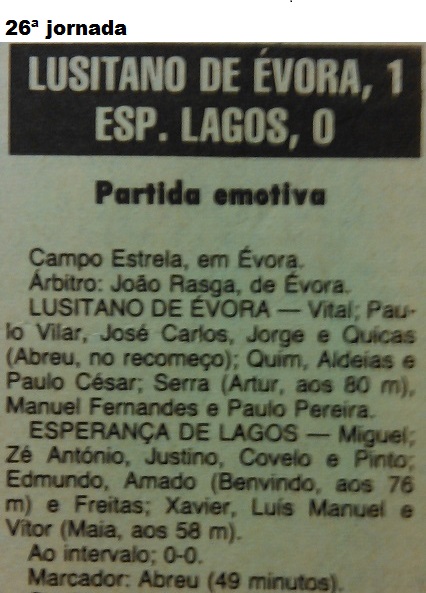 26ª jornada
LUSITANO DE ÉVORA, 1
ESP. LAGOS, 0
Partida emotiva
Campo Estrela, em Évora.
Árbitro: João Rasga, de Évora.
LUSITANO DE ÉVORA — Vital; Pau-
lo Vilar, José Carlos, Jorge e Quicas
(Abreu, no recomeço); Quim, Aldeias e
Paulo César; Serra (Artur, aos 80 m),
Manuel Fernandes e Paulo Pereira.
ESPERANÇA DE LAGOS — Miguel;
Zé António, Justino, Covelo e Pinto;
Edmundo, Amado (Benvindo, aos 76
m) e Freitas; Xavier, Luís Manuel e
Vítor (Maia, aos 58 m).
Ao intervalo; 0-0.
Marcador: Abreu (49 minutos).